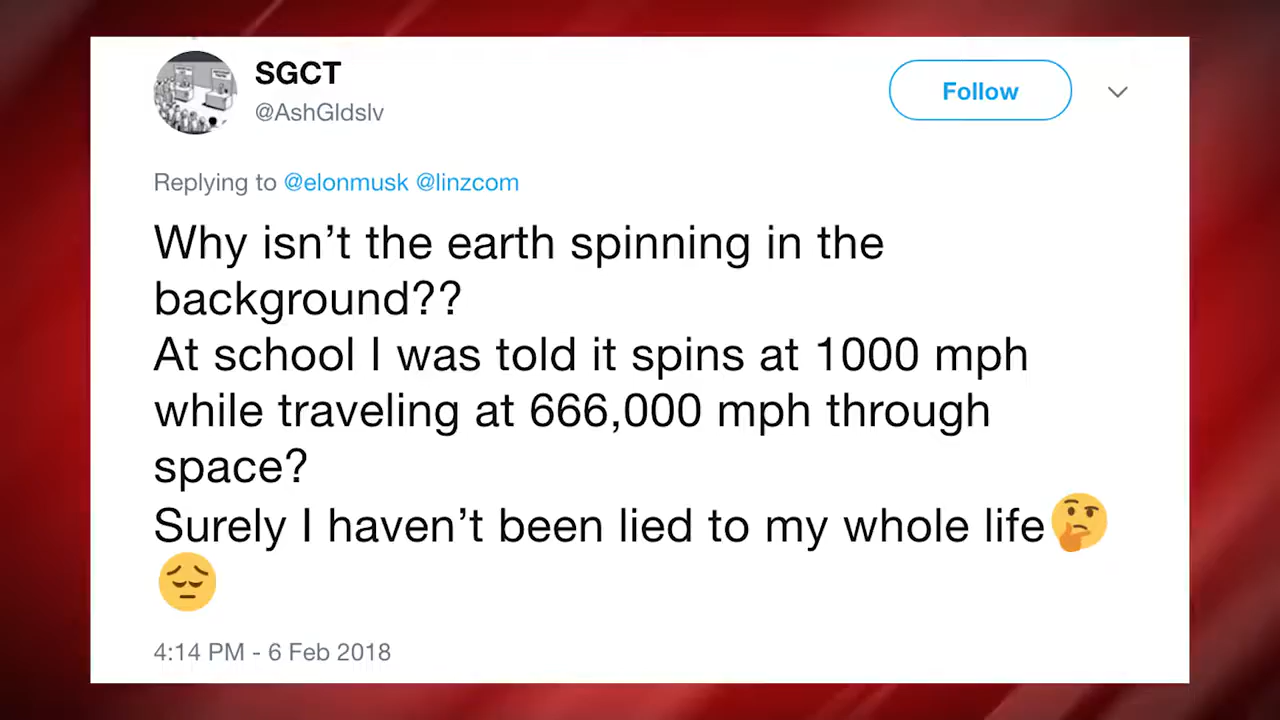 SGCT
@AshGldslv
Follow
Replying to @elonmusk @linzcom
Why isn’t the earth spinning in the
background??
At school I was told it spins at 1000 mph
while traveling at 666,000 mph through
space?
Surely I haven’t been lied to my whole life🤔
😔
4:14 PM - 6 Feb 2018